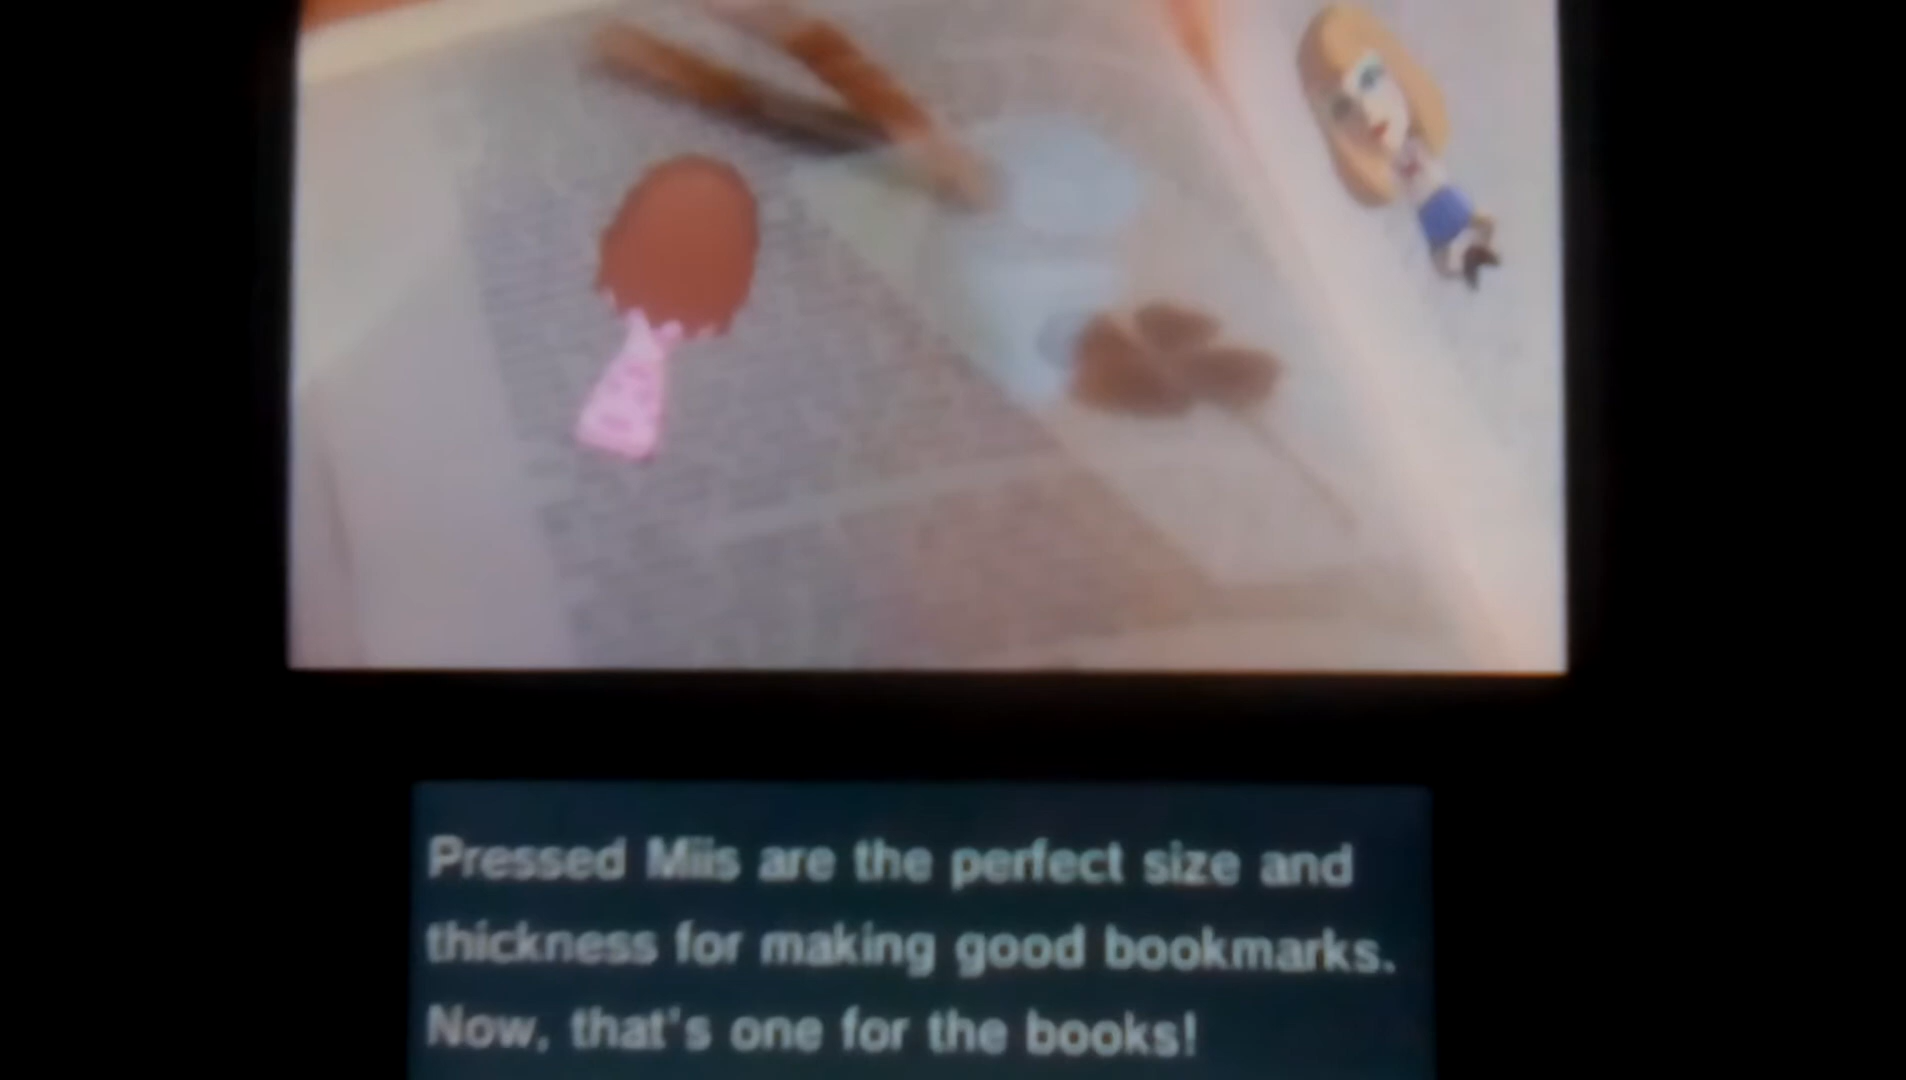 Pressed Miis are the perfect size and
thickness for making good bookmarks.
Now, that's one for the books!